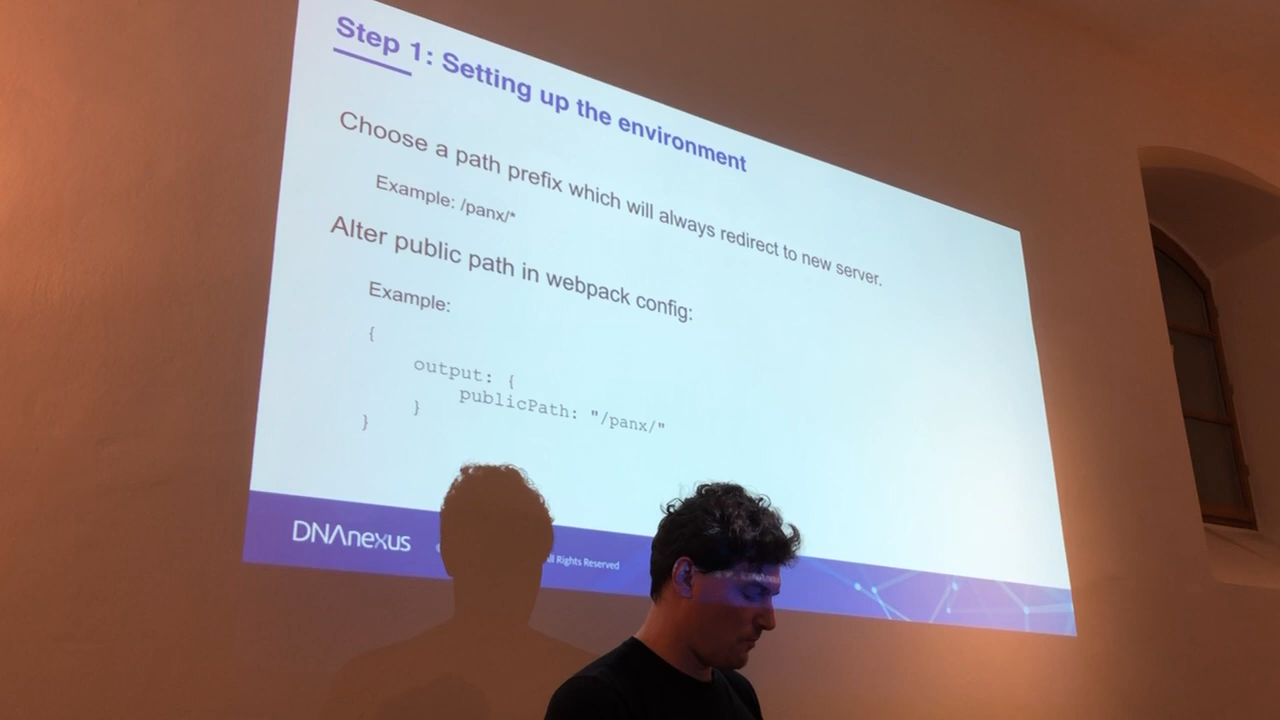 Step 1: Setting up the environment
Choose a path prefix which will always redirect to new server.
Example: /panx/*
Alter public path in webpack config:
Example:
{
output: {
publicPath: "/panx/"
}
}
DNAnexus
All Rights Reserved